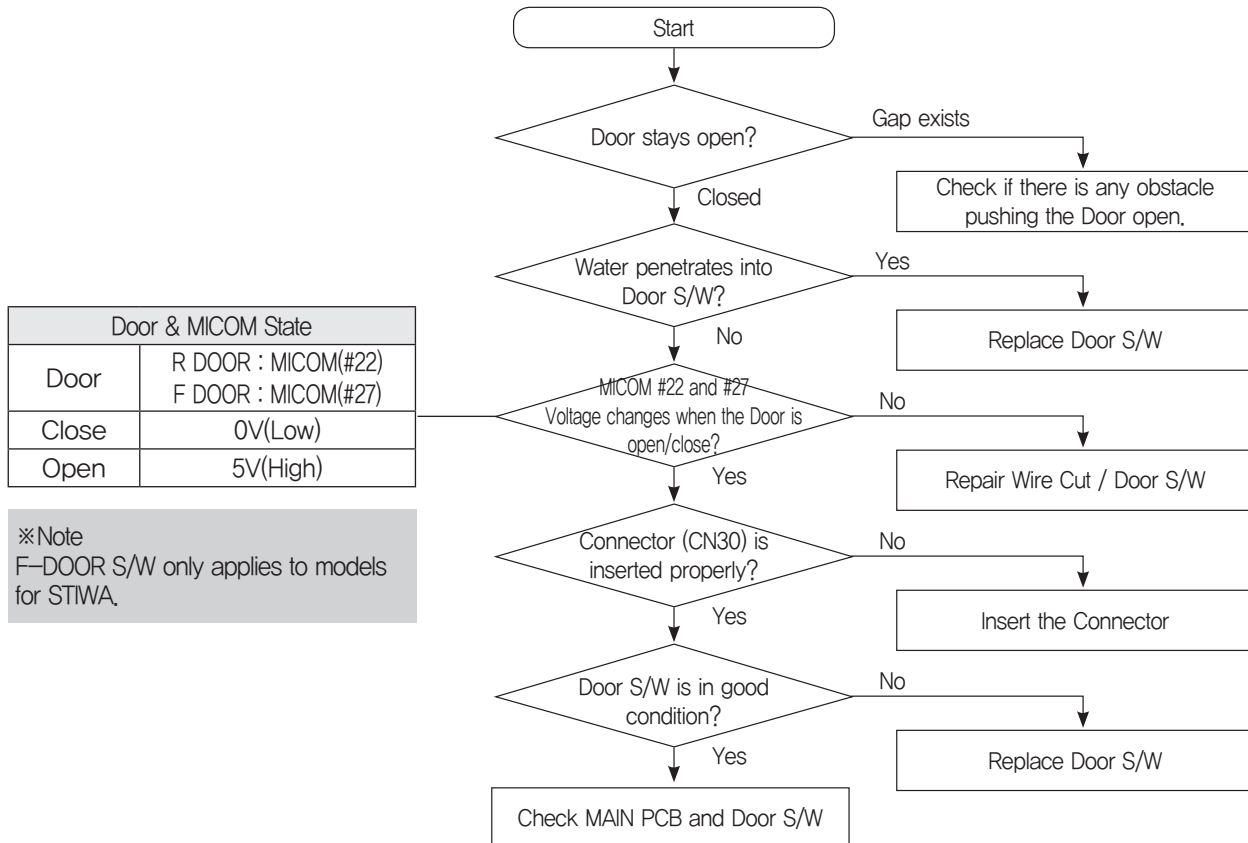 Start
Door stays open?
Gap exists
Check if there is any obstacle
pushing the Door open.
Closed
Water penetrates into
Door S/W?
Yes
Replace Door S/W
No
Door & MICOM State
Door
R DOOR : MICOM(#22)
F DOOR : MICOM(#27)
Close
0V(Low)
Open
5V(High)
※Note
F-DOOR S/W only applies to models
for STIWA.
MICOM #22 and #27
Voltage changes when the Door is
open/close?
No
Repair Wire Cut / Door S/W
Yes
Connector (CN30) is
inserted properly?
No
Insert the Connector
Yes
Door S/W is in good
condition?
No
Replace Door S/W
Yes
Check MAIN PCB and Door S/W